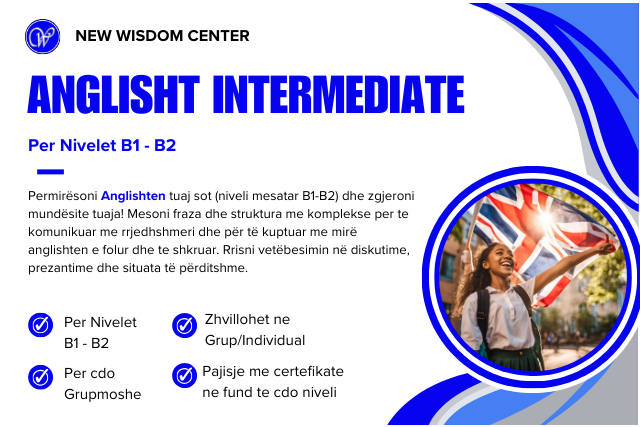 NEW WISDOM CENTER
ANGLISHT INTERMEDIATE
Per Nivelet B1 - B2
Permirësoni Anglishten tuaj sot (niveli mesatar B1-B2) dhe zgjeroni
mundësite tuaja! Mesoni fraza dhe struktura me komplekse per te
komunikuar me rrjedhshmeri dhe për të kuptuar me mirë
anglishten e folur dhe te shkruar. Rrisni vetëbesimin në diskutime,
prezantime dhe situata të përditshme.
Per Nivelet
B1 - B2
Zhvillohet ne
Grup/Individual
Per cdo
Grupmoshe
Pajisje me certefikate
ne fund te cdo niveli